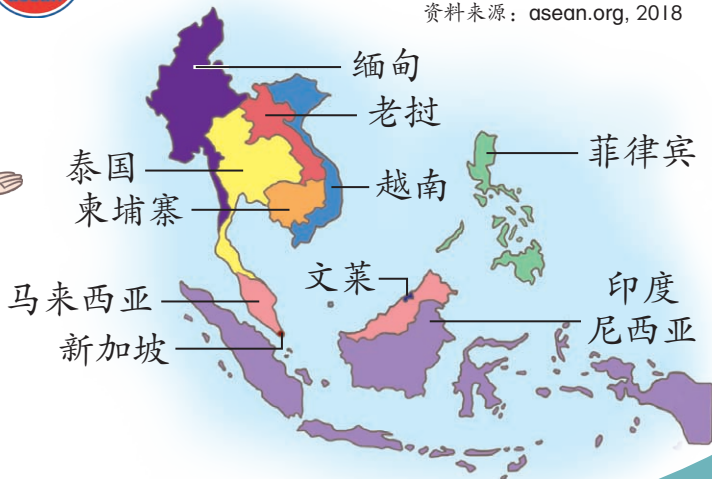 资料来源：asean.org, 2018
缅甸
老挝
菲律宾
泰国
越南
柬埔寨
文莱
马来西亚
印度
尼西亚
新加坡